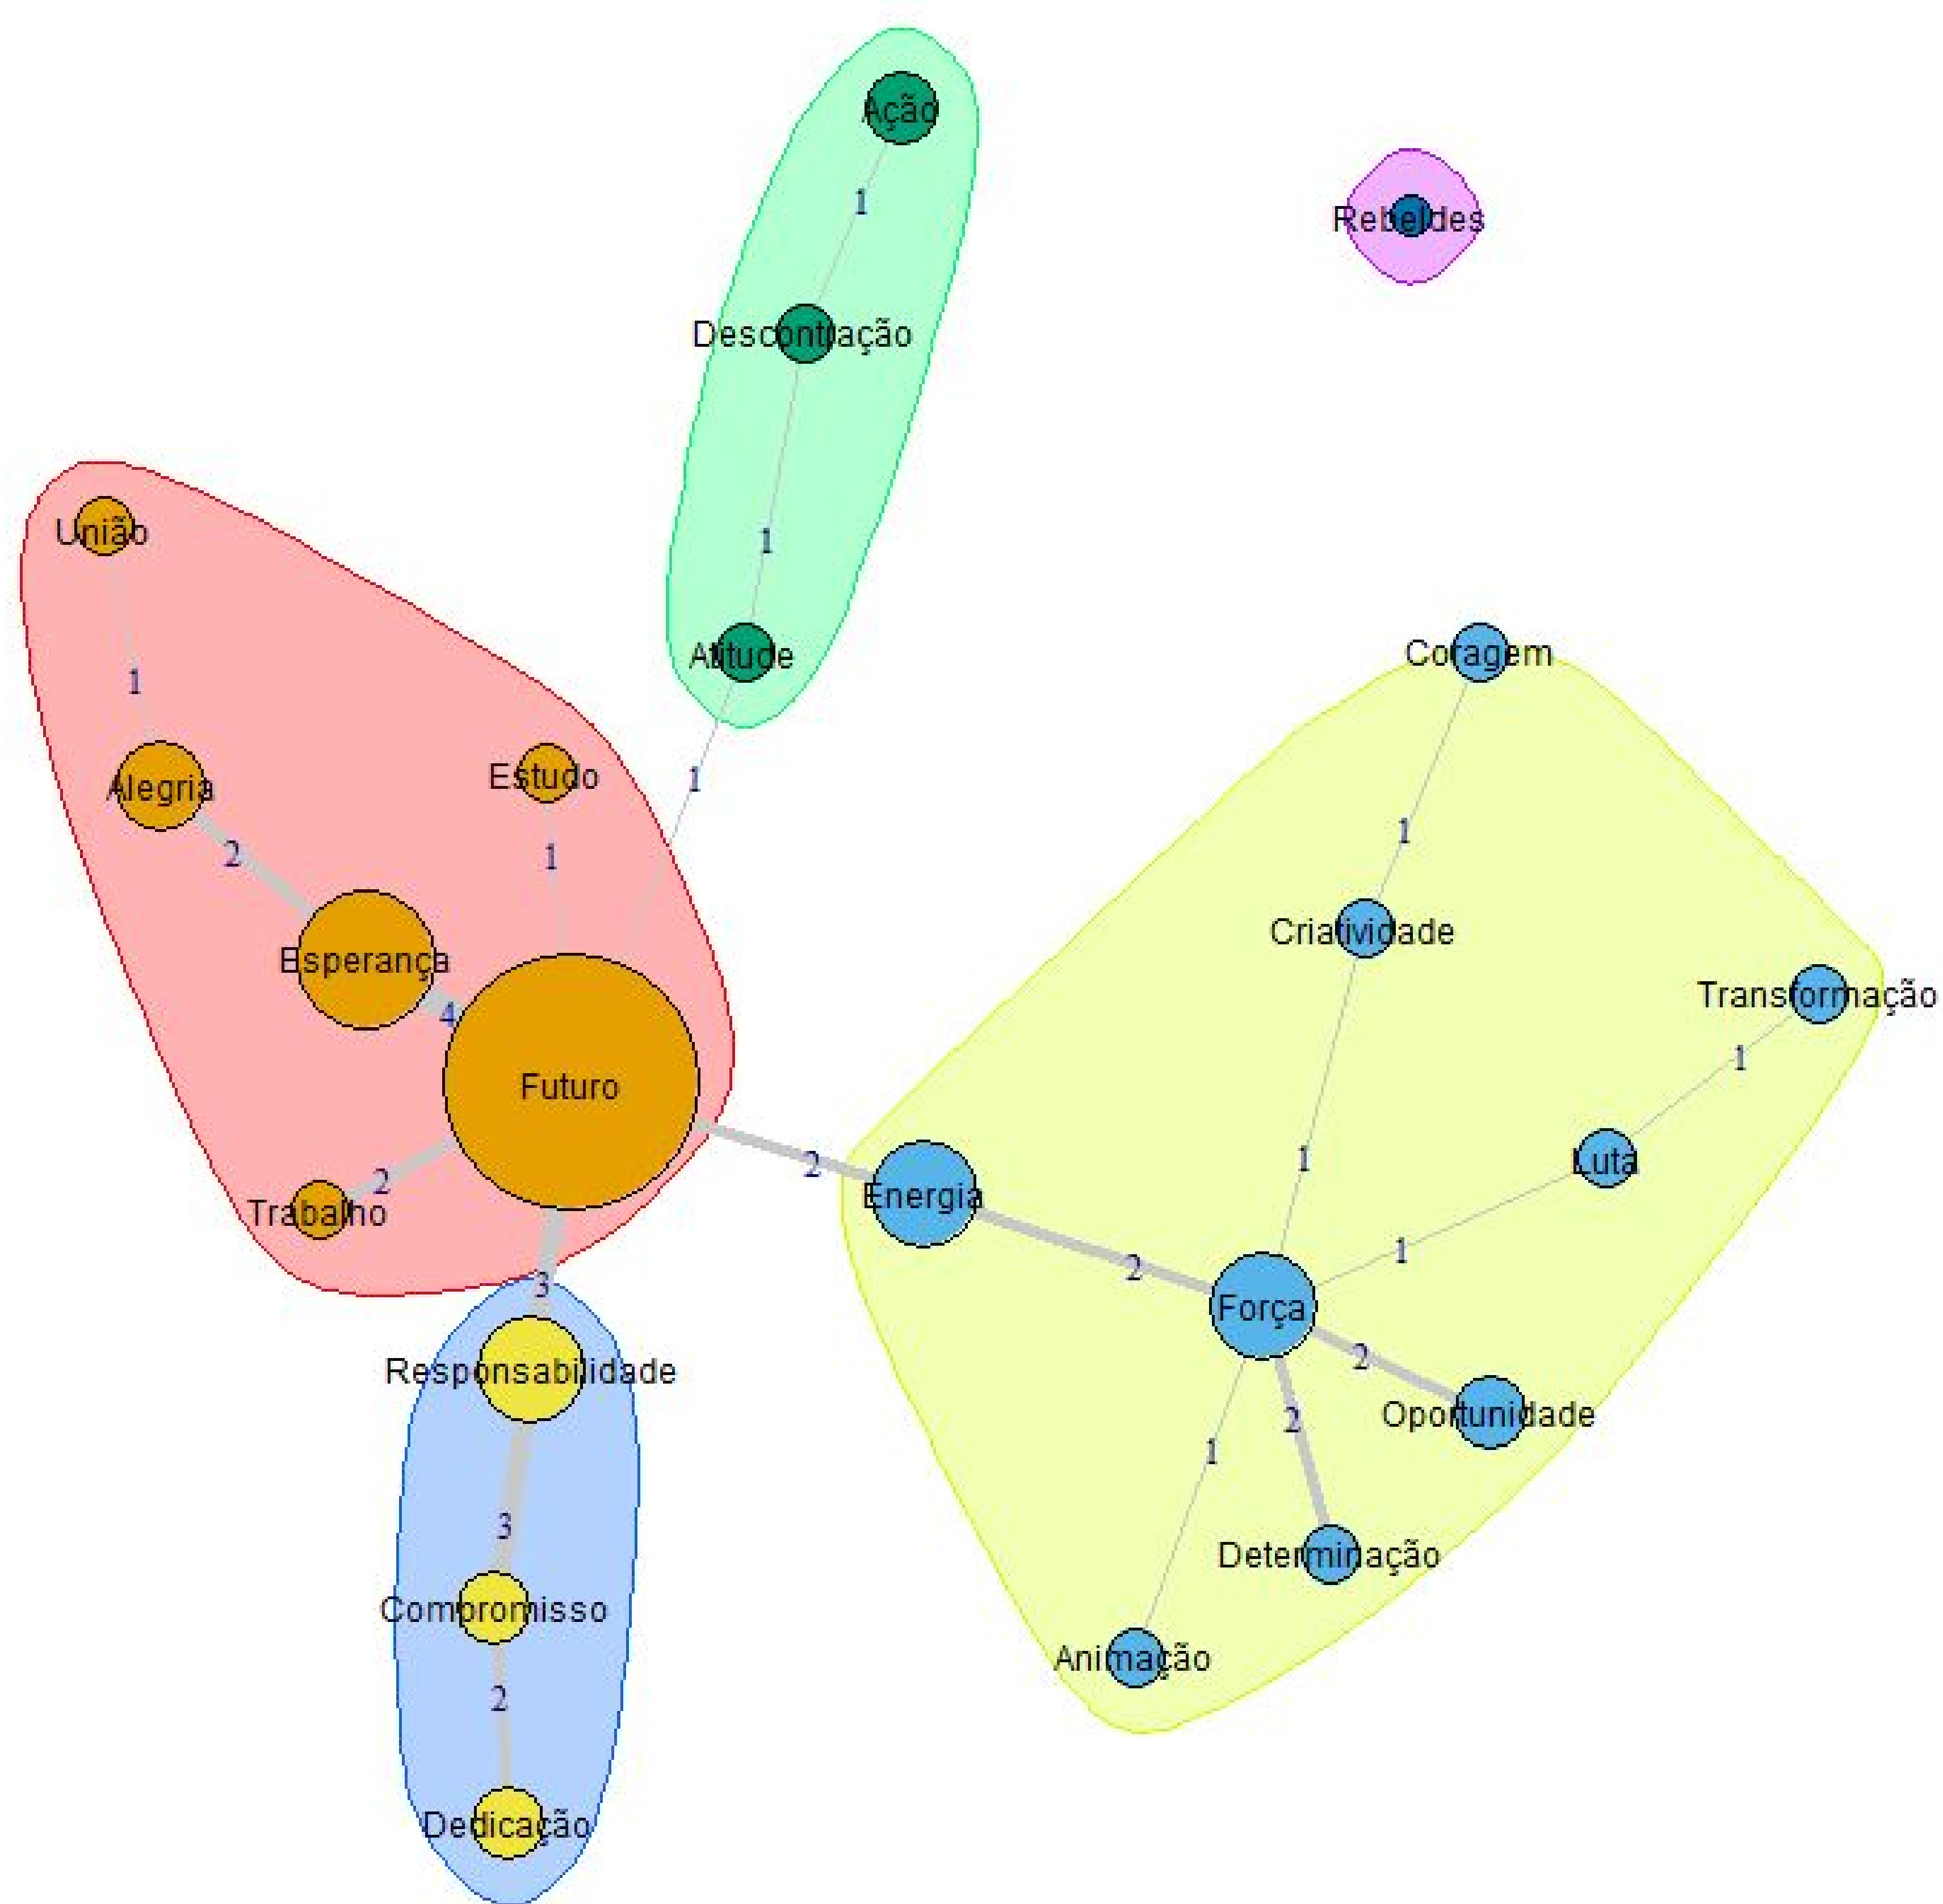 Ação
1
Rebeldes
Descontração
1
União
Atitude
Coragem
1
1
Alegria
Estudo
1
2
1
Criatividade
Esperança
Transformação
4
1
Futuro
2
1
Luta
2
Trabalho
Energia
1
2
3
Força
2
Responsabilidade
2
Oportunidade
1
3
Determinação
Compromisso
Animação
2
Dedicação
1